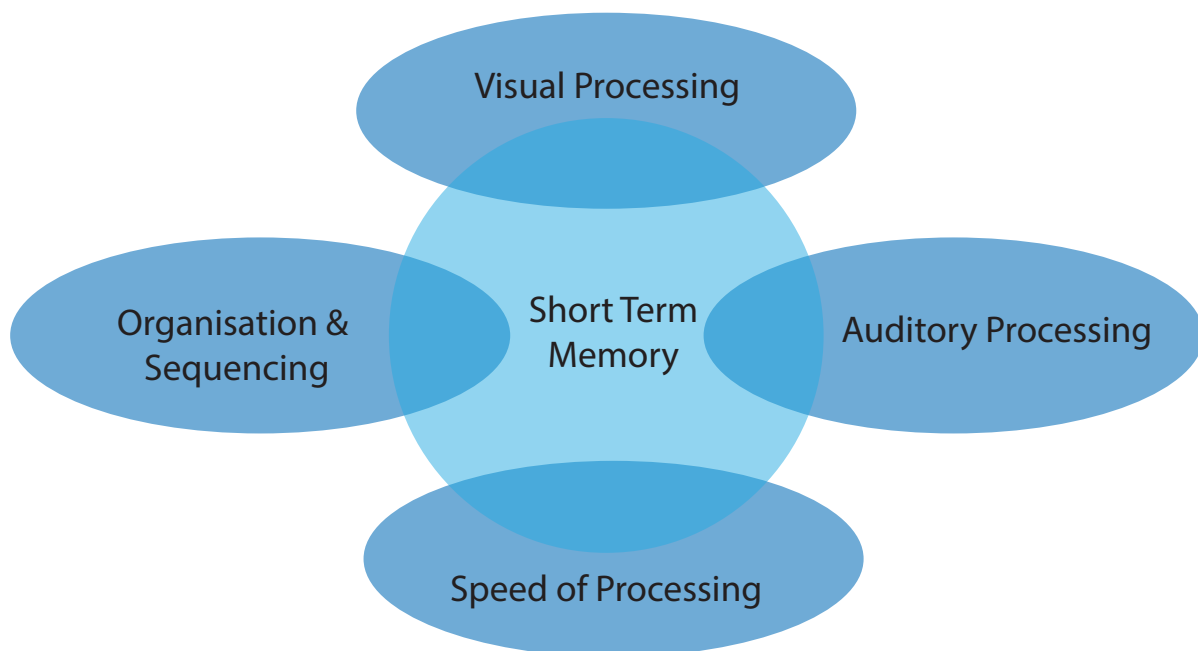 Visual Processing
Organisation &
Sequencing
Short Term
Memory
Auditory Processing
Speed of Processing